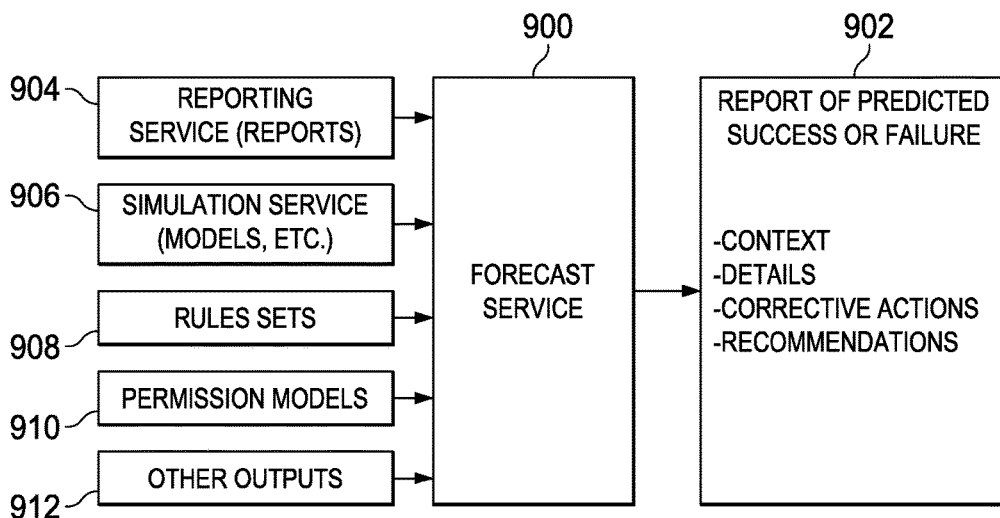 900
902
904
REPORTING
SERVICE (REPORTS)
906
SIMULATION SERVICE
(MODELS, ETC.)
RULES SETS
908
PERMISSION MODELS
910
OTHER OUTPUTS
912
FORECAST
SERVICE
REPORT OF PREDICTED
SUCCESS OR FAILURE
-CONTEXT
-DETAILS
-CORRECTIVE ACTIONS
-RECOMMENDATIONS